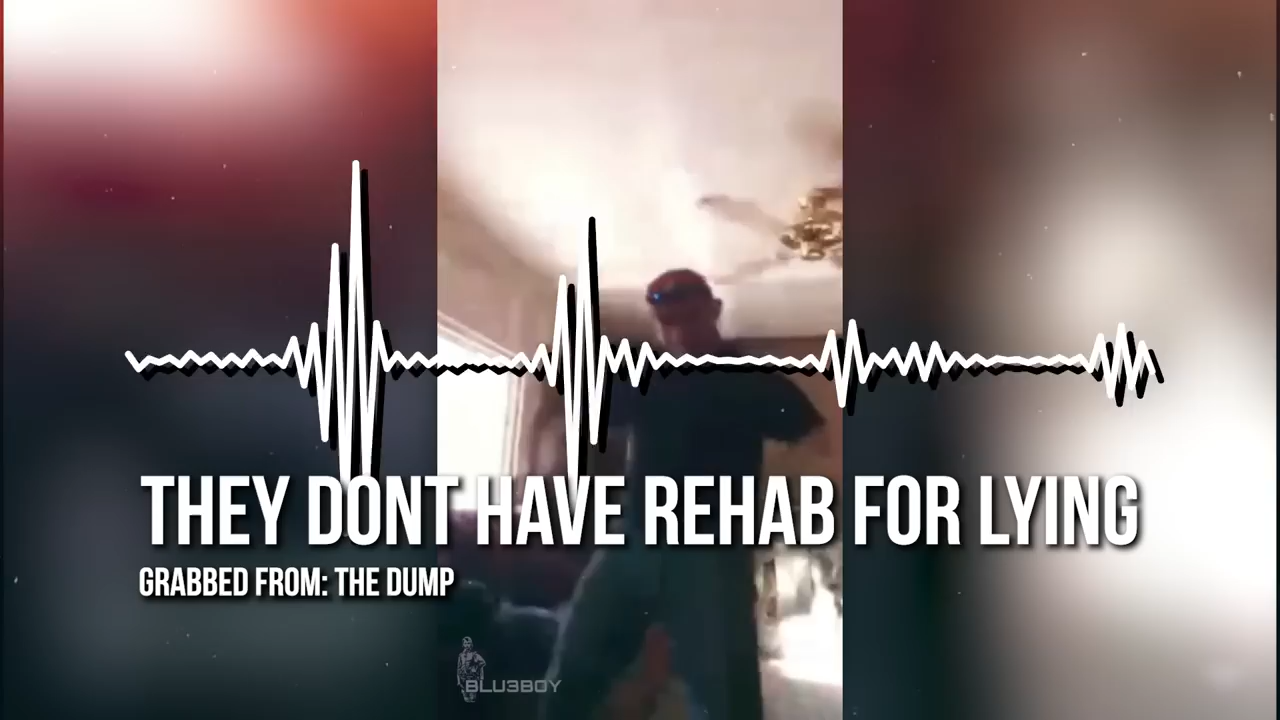 THEY DONT HAVE REHAB FOR LYING
GRABBED FROM: THE DUMP
BLU3BOY